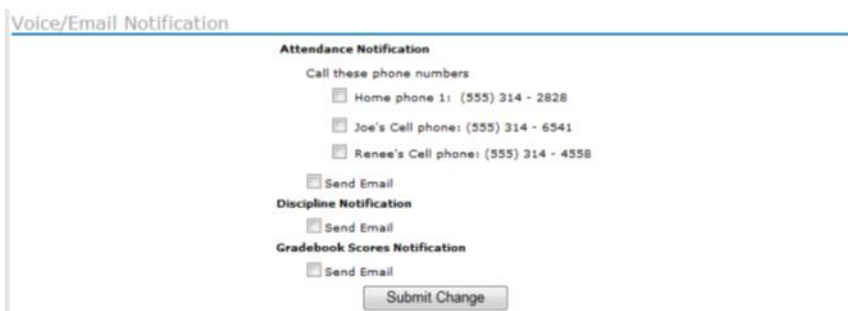 Voice/Email Notification
Attendance Notification
Call these phone numbers
Home phone 1: (555) 314 - 2828
Joe's Cell phone: (555) 314 - 6541
Renee's Cell phone: (555) 314 - 4558
Send Email
Discipline Notification
Send Email
Gradebook Scores Notification
Send Email
Submit Change